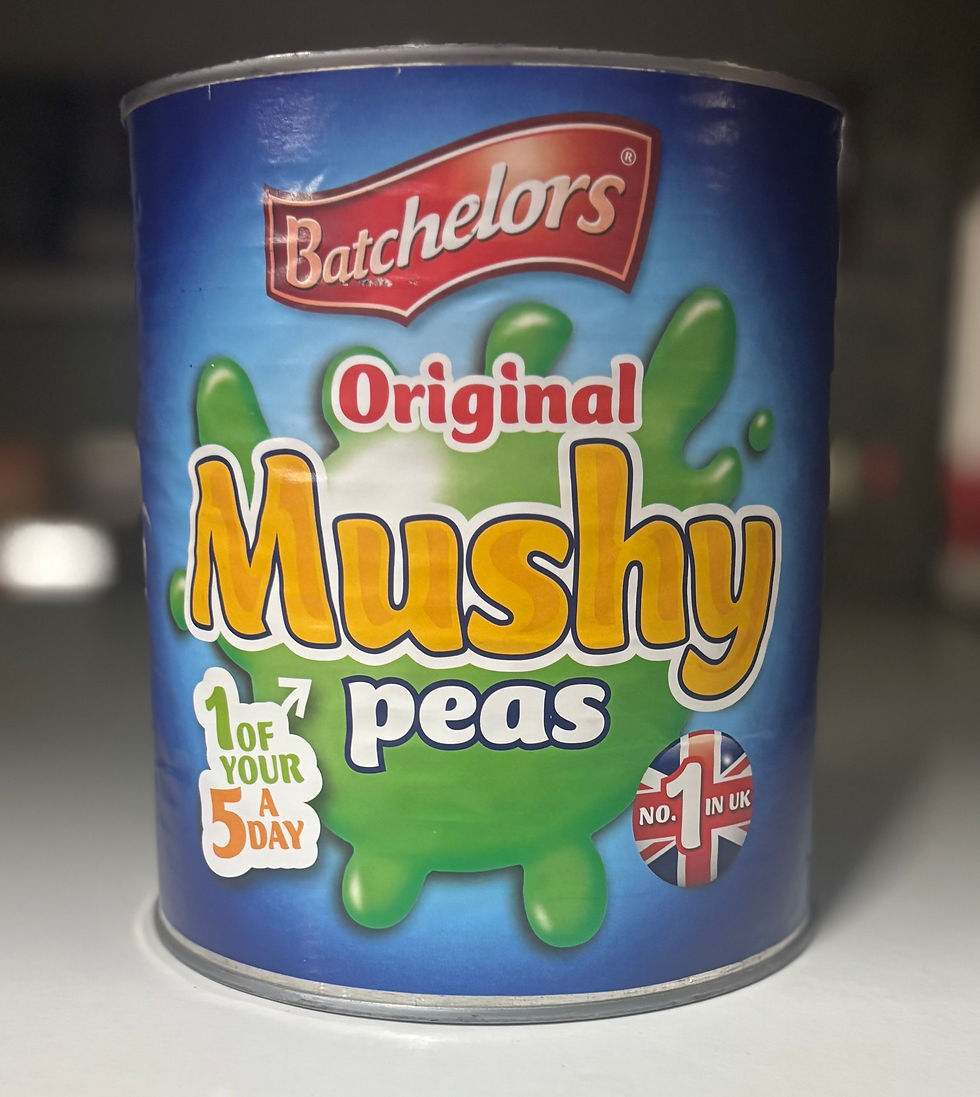 Batchelors®
Original
Mushy
peas
1 OF
YOUR
5 A
DAY
NO. 1 IN UK